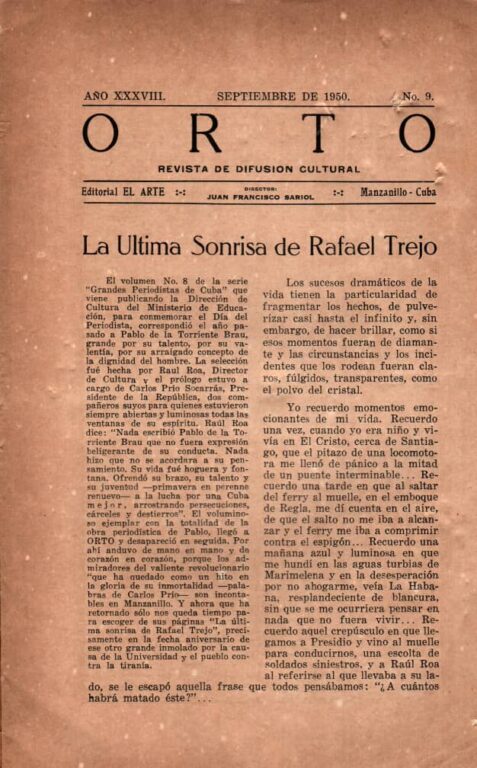 AÑO XXXVIII. SEPTIEMBRE DE 1950. No. 9.
ORTO
REVISTA DE DIFUSION CULTURAL
Editorial EL ARTE :-: DIRECTOR: JUAN FRANCISCO SARIOL :-: Manzanillo - Cuba
La Ultima Sonrisa de Rafael Trejo
El volumen No. 8 de la serie
"Grandes Periodistas de Cuba" que
viene publicando la Dirección de
Cultura del Ministerio de Educa-
ción, para conmemorar el Día del
Periodista, correspondió el año pa-
sado a Pablo de la Torriente Brau,
grande por su talento, por su va-
lentía, por su arraigado concepto de
la dignidad del hombre. La selección
fué hecha por Raul Roa, Director
de Cultura y el prólogo estuvo a
cargo de Carlos Prío Socarrás, Pre-
sidente de la República, dos com-
pañeros suyos para quienes estuvieron
siempre abiertas y luminosas todas las
ventanas de su espíritu. Raúl Roa
dice: "Nada escribió Pablo de la To-
rriente Brau que no fuera expresión
beligerante de su conducta. Nada
hizo que no se acordara a su pen-
samiento. Su vida fué hoguera y fon-
tana. Ofrendó su brazo, su talento y
su juventud —primavera en perenne
renuevo— a la lucha por una Cuba
mejor, arrostrando persecuciones,
cárceles y destierros". El volumino-
so ejemplar con la totalidad de la
obra periodística de Pablo, llegó a
ORTO y desapareció en seguida. Por
ahí anduvo de mano en mano y de
corazón en corazón, porque los ad-
miradores del valiente revolucionario
"que ha quedado como un hito en
la gloria de su inmortalidad —pala-
bras de Carlos Prío— son incon-
tables en Manzanillo. Y ahora que ha
retornado sólo nos queda tiempo pa-
ra escoger de sus páginas "La últi-
ma sonrisa de Rafael Trejo", preci-
samente en la fecha aniversario de
ese otro grande inmolado por la cau-
sa de la Universidad y el pueblo con-
tra la tiranía.
Los sucesos dramáticos de la
vida tienen la particularidad de
fragmentar los hechos, de pulve-
rizar casi hasta el infinito y, sin
embargo, de hacer brillar, como si
esos momentos fueran de diaman-
te y las circunstancias y los inci-
dentes que los rodean fueran cla-
ros, fúlgidos, transparentes, como
el polvo del cristal.
Yo recuerdo momentos emo-
cionantes de mi vida. Recuerdo
una vez, cuando yo era niño y vi-
vía en El Cristo, cerca de Santia-
go, que el pitazo de una locomoto-
ra me llenó de pánico a la mitad
de un puente interminable... Re-
cuerdo una tarde en que al saltar
del ferry al muelle, en el emboque
de Regla, me dí cuenta en el aire,
de que el salto no me iba a alcan-
zar y el ferry me iba a comprimir
contra el espigón... Recuerdo una
mañana azul y luminosa en que
me hundí en las aguas turbias de
Marimelena y en la desesperación
por no ahogarme, veía La Haba-
na, resplandeciente de blancura,
sin que se me ocurriera pensar en
nada que no fuera vivir... Re-
cuerdo aquel crepúsculo en que lle-
gamos a Presidio y vino al muelle
para conducirnos, una escolta de
soldados siniestros, y a Raúl Roa
al referirse al que llevaba a su la-
do, se le escapó aquella frase que todos pensábamos: "¿A cuántos
habrá matado éste?"...